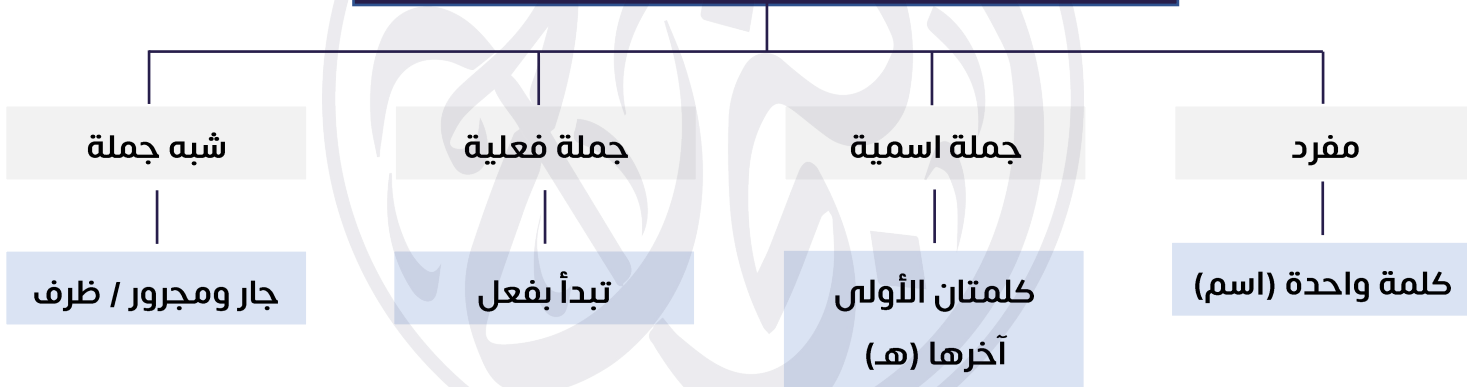 مفرد
جملة اسمية
جملة فعلية
شبه جملة
كلمة واحدة (اسم)
كلمتان الأولى
آخرها (هـ)
تبدأ بفعل
جار ومجرور / ظرف